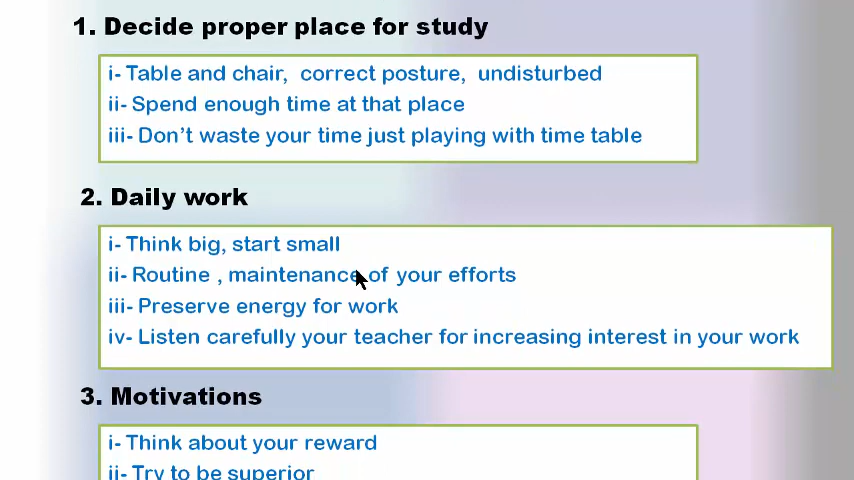 1. Decide proper place for study
i- Table and chair, correct posture, undisturbed
ii- Spend enough time at that place
iii- Don’t waste your time just playing with time table
2. Daily work
i- Think big, start small
ii- Routine , maintenance of your efforts
iii- Preserve energy for work
iv- Listen carefully your teacher for increasing interest in your work
3. Motivations
i- Think about your reward
ii- Try to be superior